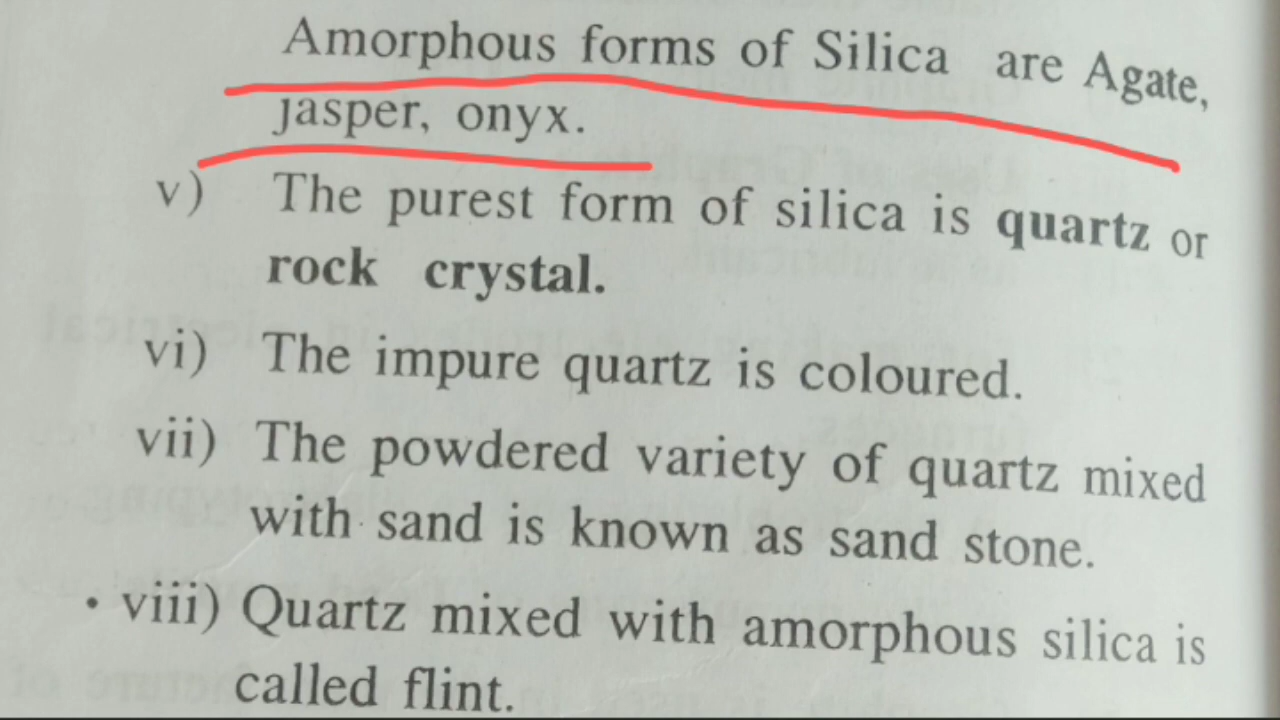 Amorphous forms of Silica are Agate,
jasper, onyx.
v) The purest form of silica is quartz or
rock crystal.
vi) The impure quartz is coloured.
vii) The powdered variety of quartz mixed
with sand is known as sand stone.
• viii) Quartz mixed with amorphous silica is
called flint.